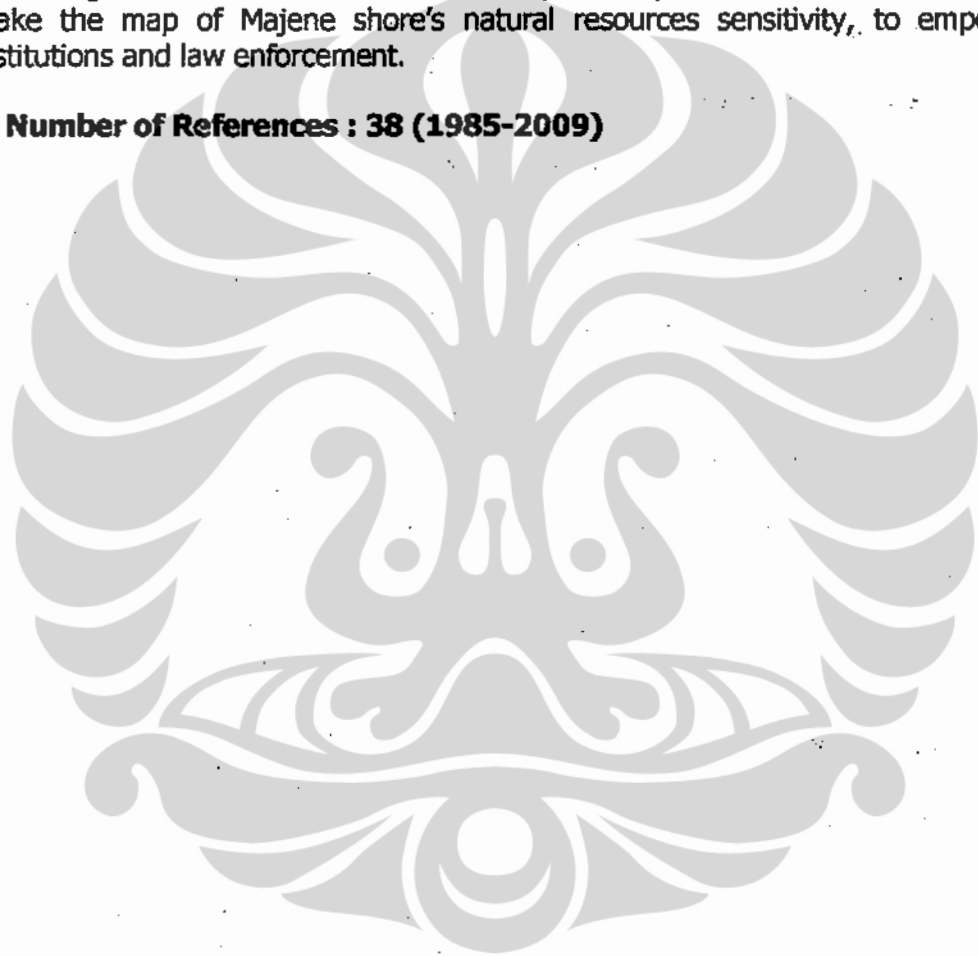 ake the map of Majene shore's natural resources sensitivity, to emp
stitutions and law enforcement.
Number of References : 38 (1985-2009)